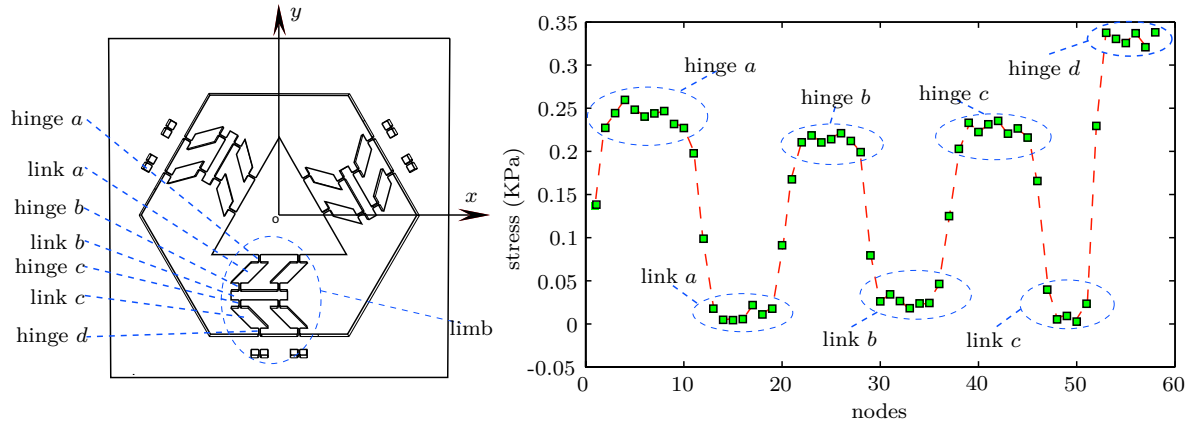 y
x
o
hinge a
link a
hinge b
link b
hinge c
link c
hinge d
limb
0.35
0.3
0.25
0.2
0.15
0.1
0.05
0
-0.05
stress (KPa)
hinge a
hinge b
hinge c
hinge d
link a
link b
link c
0 10 20 30 40 50 60
nodes